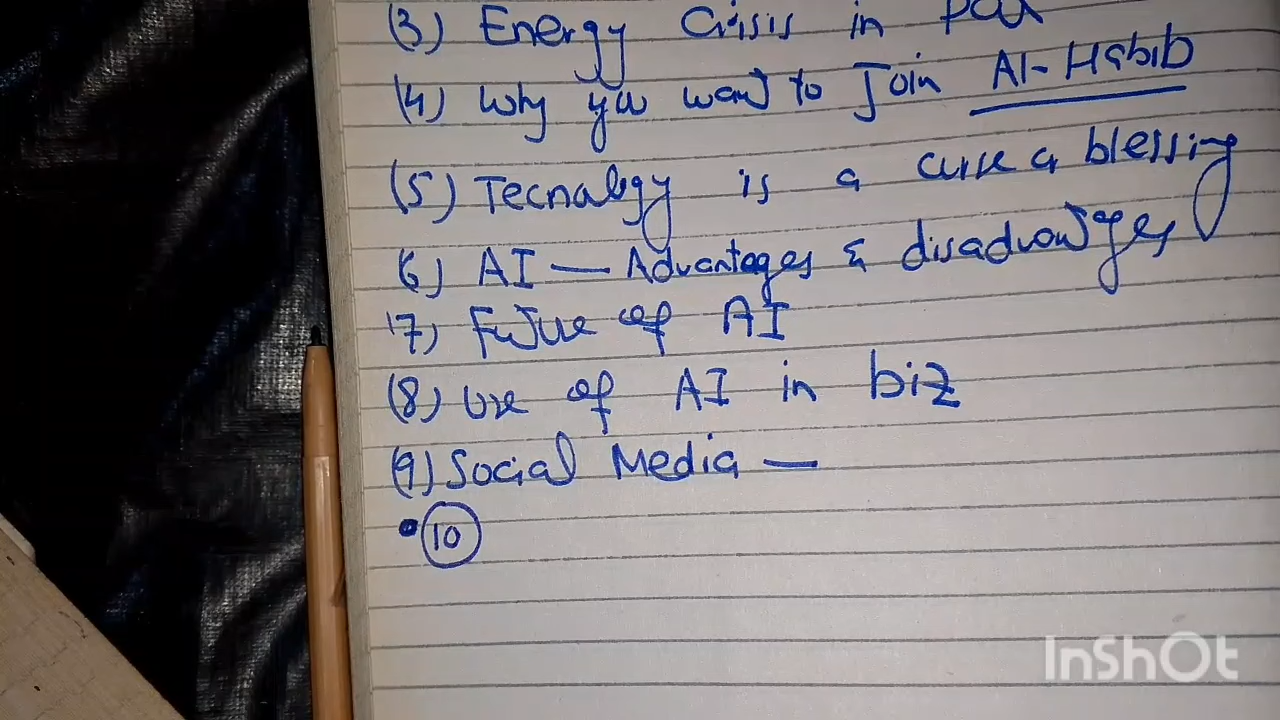 (3) Energy Crisis in Pak
(4) Why you want to Join Al-Habib
(5) Tecnalogy is a curse a blessing
(6) AI — Advantages & disadvantages
(7) Future of AI
(8) Use of AI in biz
(9) Social Media —
10
InShOt